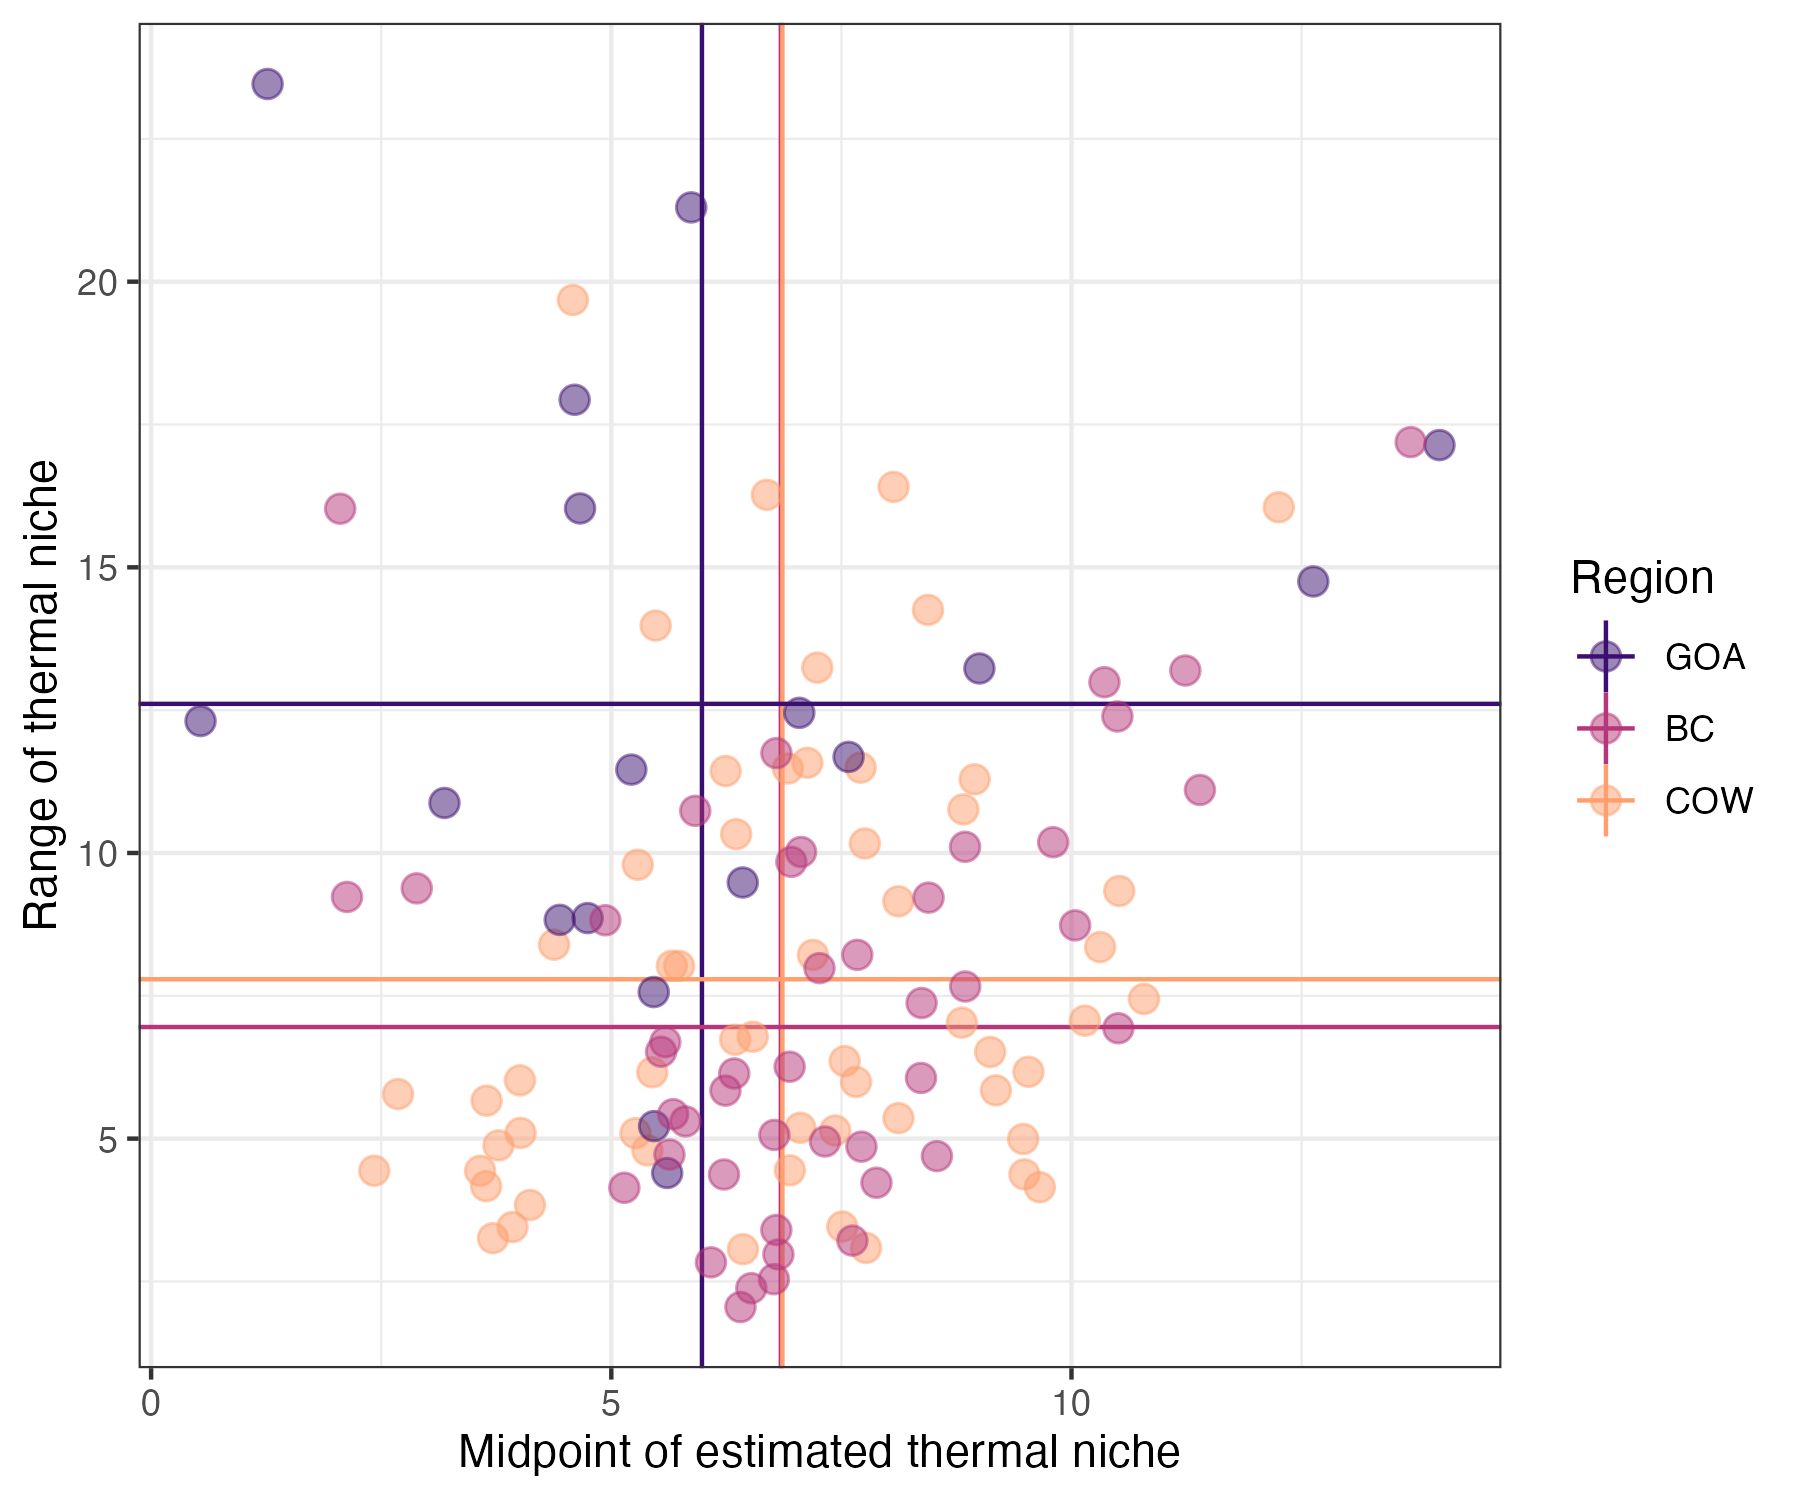 20
15
10
5
0
5
10
Range of thermal niche
Midpoint of estimated thermal niche
Region
GOA
BC
COW